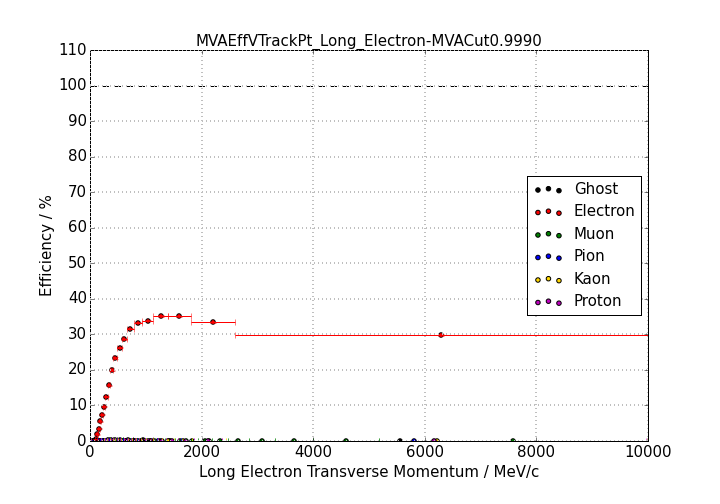 MVAEffVTrackPt_Long_Electron-MVACut0.9990
110
100
90
80
70
60
50
40
30
20
10
0
Efficiency / %
Ghost
Electron
Muon
Pion
Kaon
Proton
0 2000 4000 6000 8000 10000
Long Electron Transverse Momentum / MeV/c